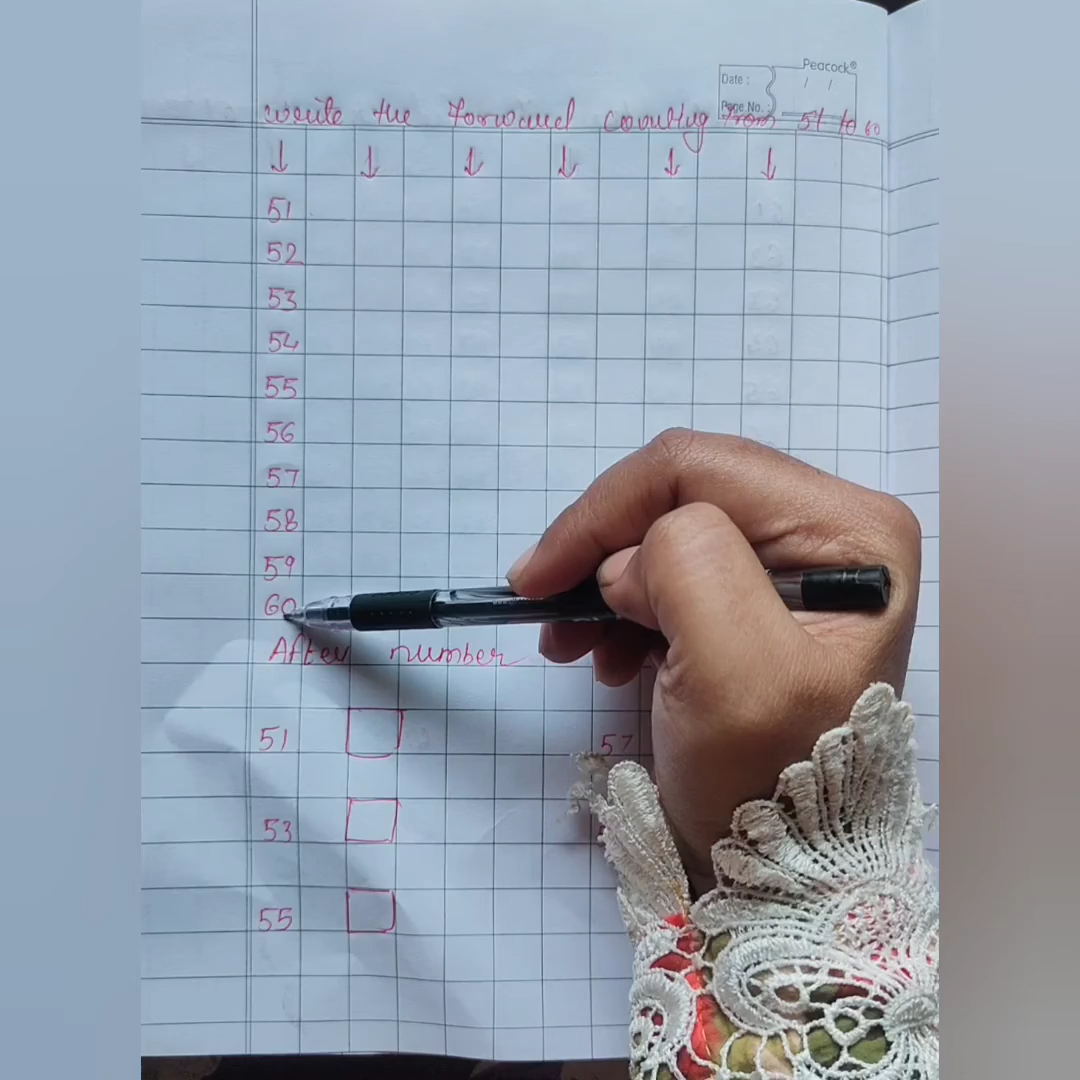 Peacock®
Date : / /
Page No. :
write the forward counting from 51 to 60
↓ ↓ ↓ ↓ ↓ ↓
51
52
53
54
55
56
57
58
59
60
After number
51 57
53
55